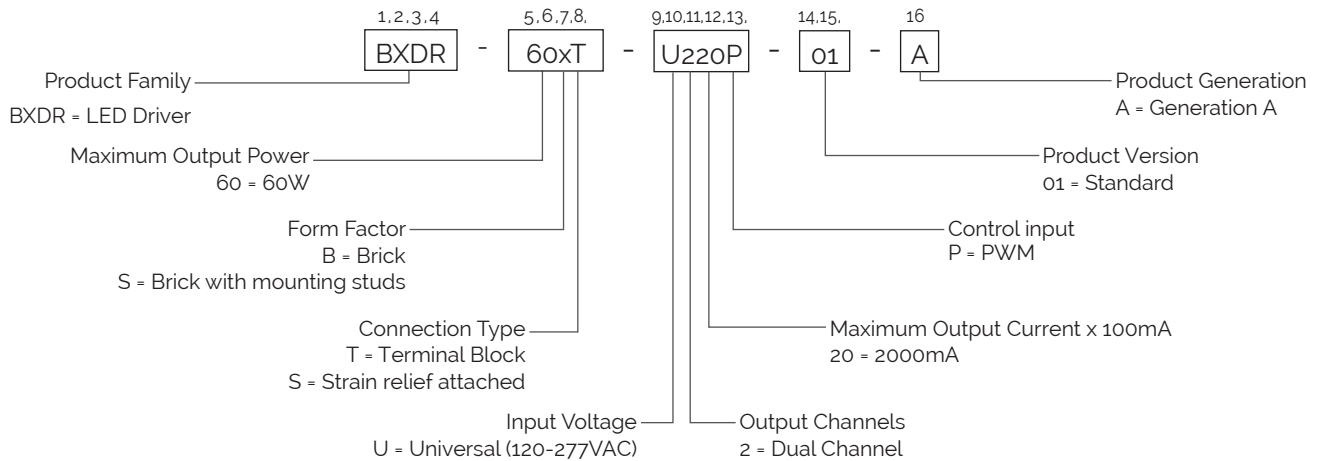 1,2,3,4 5,6,7,8, 9,10,11,12,13, 14,15, 16
BXDR - 60xT - U220P - 01 - A
Product Family
BXDR = LED Driver
Product Generation
A = Generation A
Maximum Output Power
60 = 60W
Product Version
01 = Standard
Form Factor
B = Brick
S = Brick with mounting studs
Control input
P = PWM
Connection Type
T = Terminal Block
S = Strain relief attached
Maximum Output Current x 100mA
20 = 2000mA
Input Voltage
U = Universal (120-277VAC)
Output Channels
2 = Dual Channel